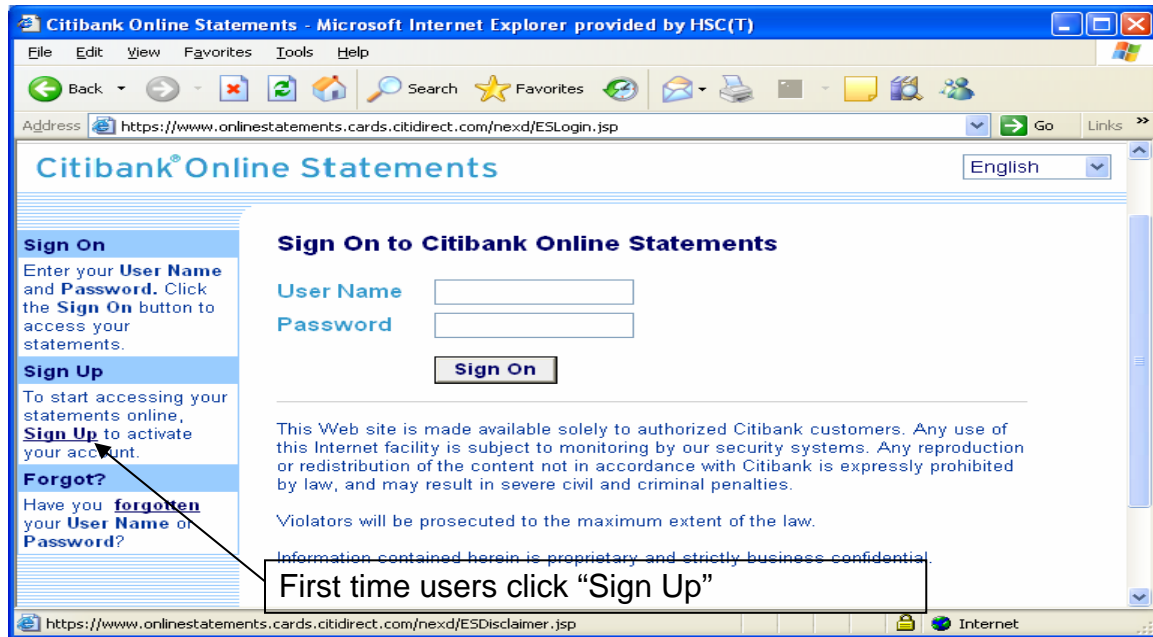 Citibank Online Statements - Microsoft Internet Explorer provided by HSC(T)
File Edit View Favorites Tools Help
Back Search Favorites
Address https://www.onlinestatements.cards.citidirect.com/nexd/ESLogin.jsp Go Links »
Citibank® Online Statements English
Sign On
Enter your User Name
and Password. Click
the Sign On button to
access your
statements.
Sign Up
To start accessing your
statements online,
Sign Up to activate
your account.
Forgot?
Have you forgotten
your User Name or
Password?
Sign On to Citibank Online Statements
User Name
Password
Sign On
This Web site is made available solely to authorized Citibank customers. Any use of
this Internet facility is subject to monitoring by our security systems. Any reproduction
or redistribution of the content not in accordance with Citibank is expressly prohibited
by law, and may result in severe civil and criminal penalties.
Violators will be prosecuted to the maximum extent of the law.
Information contained herein is proprietary and strictly business confidential.
First time users click “Sign Up”
https://www.onlinestatements.cards.citidirect.com/nexd/ESDisclaimer.jsp Internet